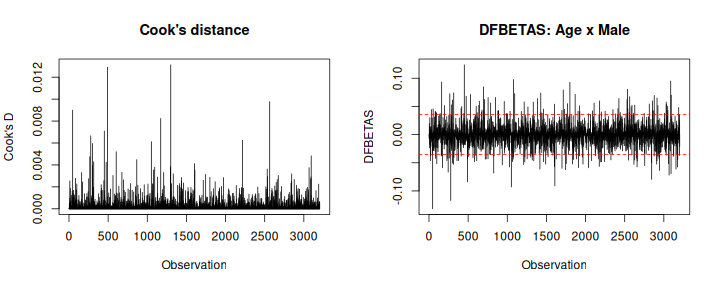 Cook's distance
Cook's D
0.000 0.004 0.008 0.012
0 500 1000 1500 2000 2500 3000
Observation
DFBETAS: Age x Male
DFBETAS
-0.10 0.00 0.10
0 500 1000 1500 2000 2500 3000
Observation